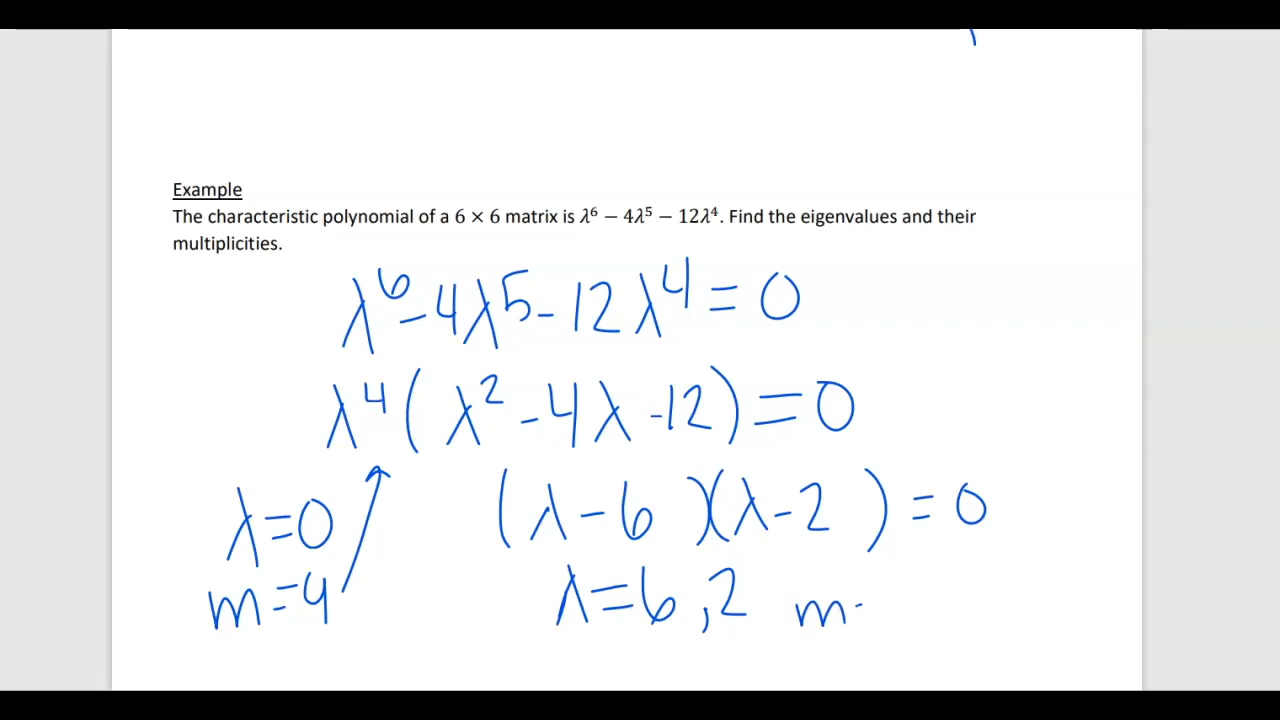 Example
The characteristic polynomial of a 6 × 6 matrix is λ⁶ − 4λ⁵ − 12λ⁴. Find the eigenvalues and their
multiplicities.
λ⁶ - 4λ⁵ - 12λ⁴ = 0
λ⁴ ( λ² - 4λ - 12 ) = 0
λ = 0 ( λ - 6 )( λ - 2 ) = 0
m = 4 λ = 6 , 2 m-